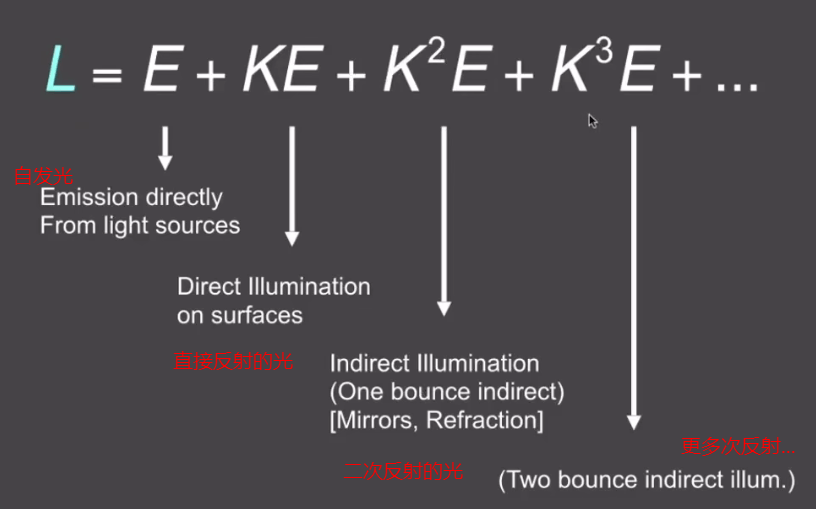 L = E + KE + K²E + K³E + ...
自发光
Emission directly
From light sources
Direct Illumination
on surfaces
直接反射的光
Indirect Illumination
(One bounce indirect)
[Mirrors, Refraction]
二次反射的光
更多次反射...
(Two bounce indirect illum.)